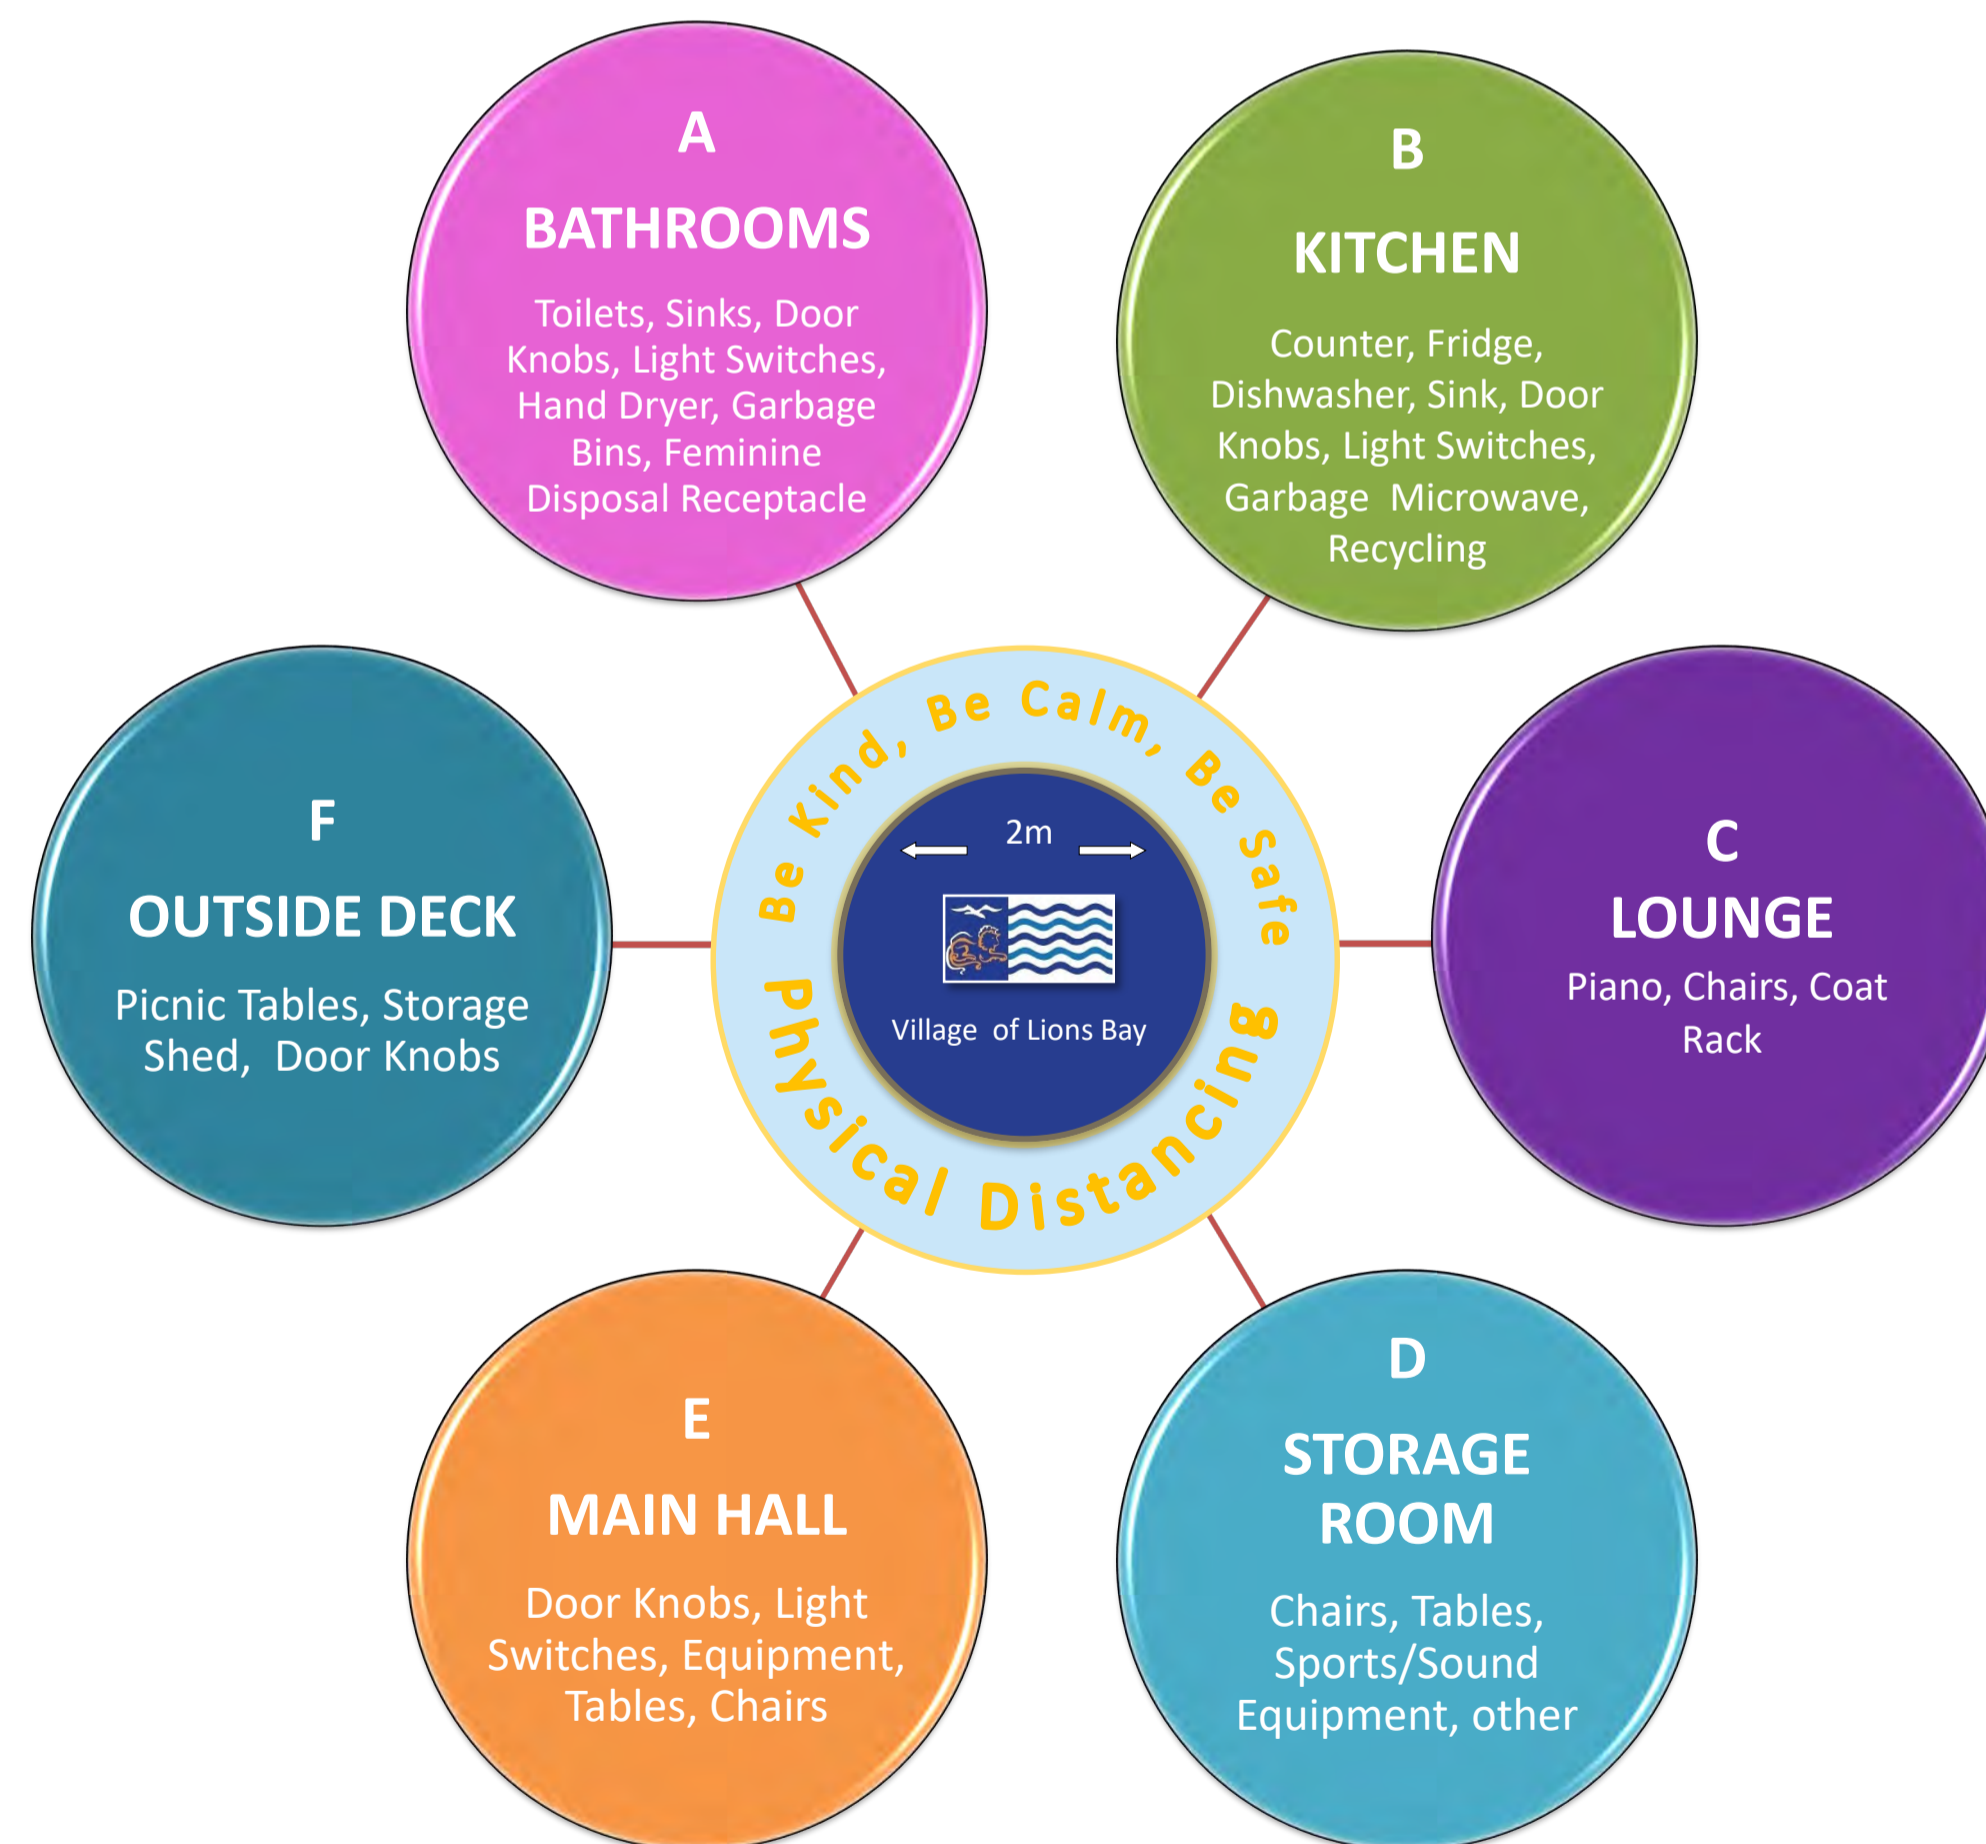 A
BATHROOMS
Toilets, Sinks, Door
Knobs, Light Switches,
Hand Dryer, Garbage
Bins, Feminine
Disposal Receptacle
B
KITCHEN
Counter, Fridge,
Dishwasher, Sink, Door
Knobs, Light Switches,
Garbage  Microwave,
Recycling
C
LOUNGE
Piano, Chairs, Coat
Rack
D
STORAGE
ROOM
Chairs, Tables,
Sports/Sound
Equipment, other
E
MAIN HALL
Door Knobs, Light
Switches, Equipment,
Tables, Chairs
F
OUTSIDE DECK
Picnic Tables, Storage
Shed,  Door Knobs
Be Kind, Be Calm, Be Safe
Physical Distancing
2m
Village  of Lions Bay